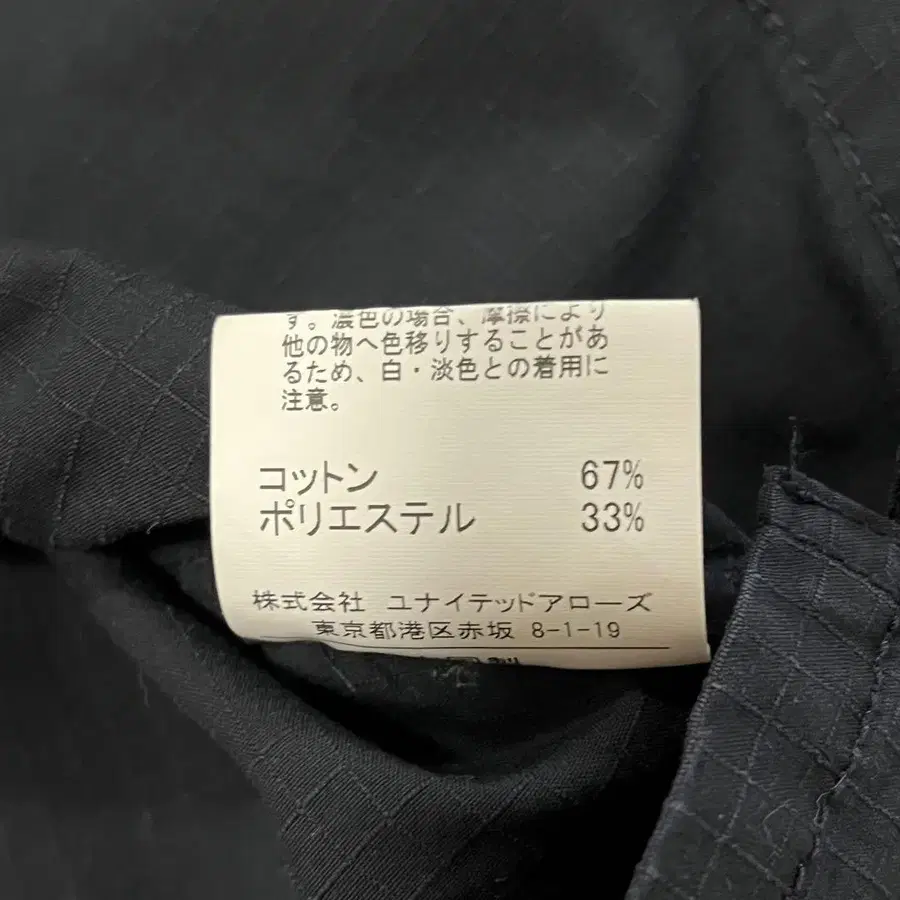 す。濃色の場合、摩擦により
他の物へ色移りすることがあ
るため、白・淡色との着用に
注意。
コットン 67%
ポリエステル 33%
株式会社 ユナイテッドアローズ
東京都港区赤坂 8-1-19